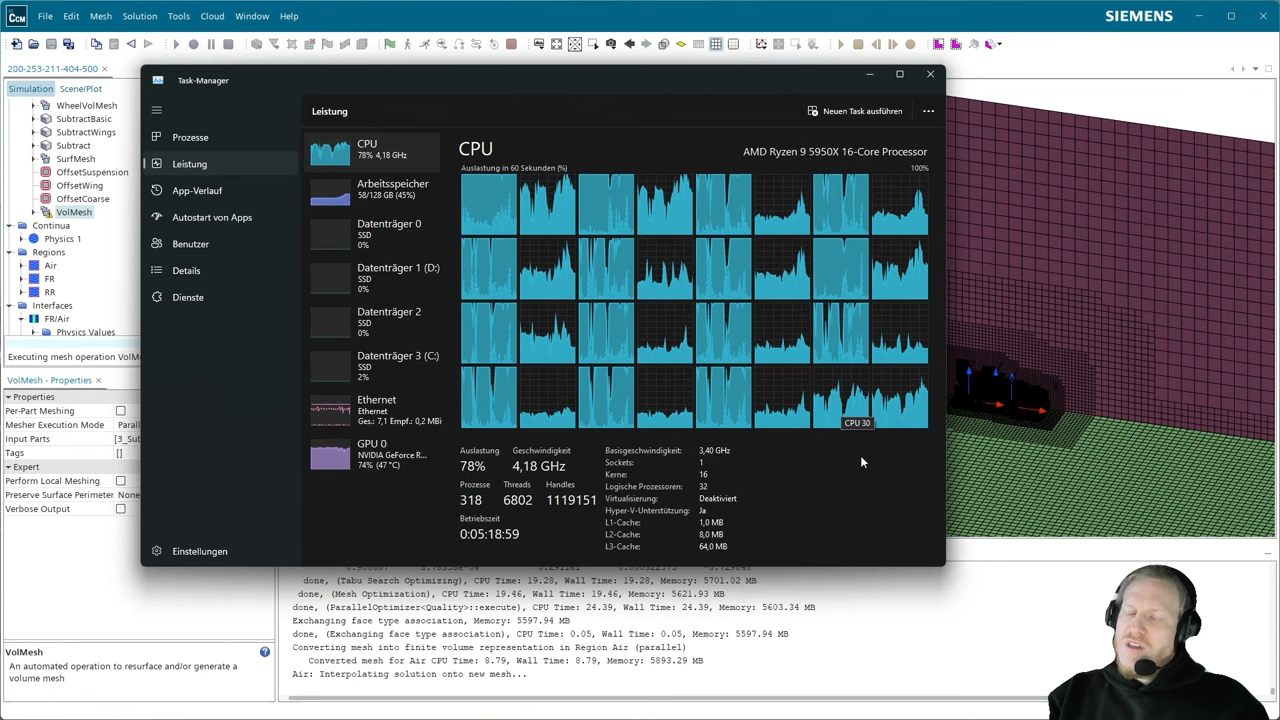 File Edit Mesh Solution Tools Cloud Window Help
SIEMENS
280-253-211-404-500
Simulation Scene/Plot
WheelVolMesh
SubtractBasic
SubtractWings
Subtract
SurfMesh
OffsetSuspension
OffsetWing
OffsetCoarse
VolMesh
Continua
Physics 1
Regions
Air
FR
RR
Interfaces
FR/Air
Physics Values
Executing mesh operation VolM
VolMesh - Properties
Properties
Per-Part Meshing
Mesher Execution Mode Parall
Input Parts [3_Sub
Tags []
Expert
Perform Local Meshing
Preserve Surface Perimeter None
Verbose Output
VolMesh
An automated operation to resurface and/or generate a
volume mesh
Task-Manager
Prozesse
Leistung
App-Verlauf
Autostart von Apps
Benutzer
Details
Dienste
Einstellungen
Leistung
Neuen Task ausführen
CPU
78% 4,18 GHz
Arbeitsspeicher
58/128 GB (45%)
Datenträger 0
SSD
0%
Datenträger 1 (D:)
SSD
0%
Datenträger 2
SSD
0%
Datenträger 3 (C:)
SSD
2%
Ethernet
Ethernet
Ges.: 7,1 Empf.: 0,2 MBi
GPU 0
NVIDIA GeForce R...
74% (47 °C)
CPU
AMD Ryzen 9 5950X 16-Core Processor
Auslastung in 60 Sekunden (%)
100%
CPU 30
Auslastung Geschwindigkeit
78% 4,18 GHz
Prozesse Threads Handles
318 6802 1119151
Betriebszeit
0:05:18:59
Basisgeschwindigkeit: 3,40 GHz
Sockets: 1
Kerne: 16
Logische Prozessoren: 32
Virtualisierung: Deaktiviert
Hyper-V-Unterstützung: Ja
L1-Cache: 1,0 MB
L2-Cache: 8,0 MB
L3-Cache: 64,0 MB
done, (Tabu Search Optimizing), CPU Time: 19.28, Wall Time: 19.28, Memory: 5701.02 MB
done, (Mesh Optimization), CPU Time: 19.46, Wall Time: 19.46, Memory: 5621.93 MB
done, (ParallelOptimizer<Quality>::execute), CPU Time: 24.39, Wall Time: 24.39, Memory: 5603.34 MB
Exchanging face type association, Memory: 5597.94 MB
done, (Exchanging face type association), CPU Time: 0.05, Wall Time: 0.05, Memory: 5597.94 MB
Converting mesh into finite volume representation in Region Air (parallel)
Converted mesh for Air CPU Time: 8.79, Wall Time: 8.79, Memory: 5893.29 MB
Air: Interpolating solution onto new mesh...